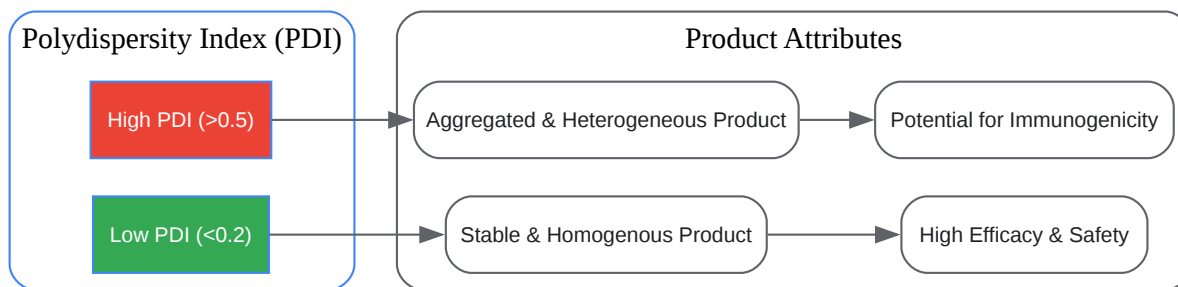 Polydispersity Index (PDI)
Product Attributes
High PDI (>0.5)
Aggregated & Heterogeneous Product
Potential for Immunogenicity
Low PDI (<0.2)
Stable & Homogenous Product
High Efficacy & Safety